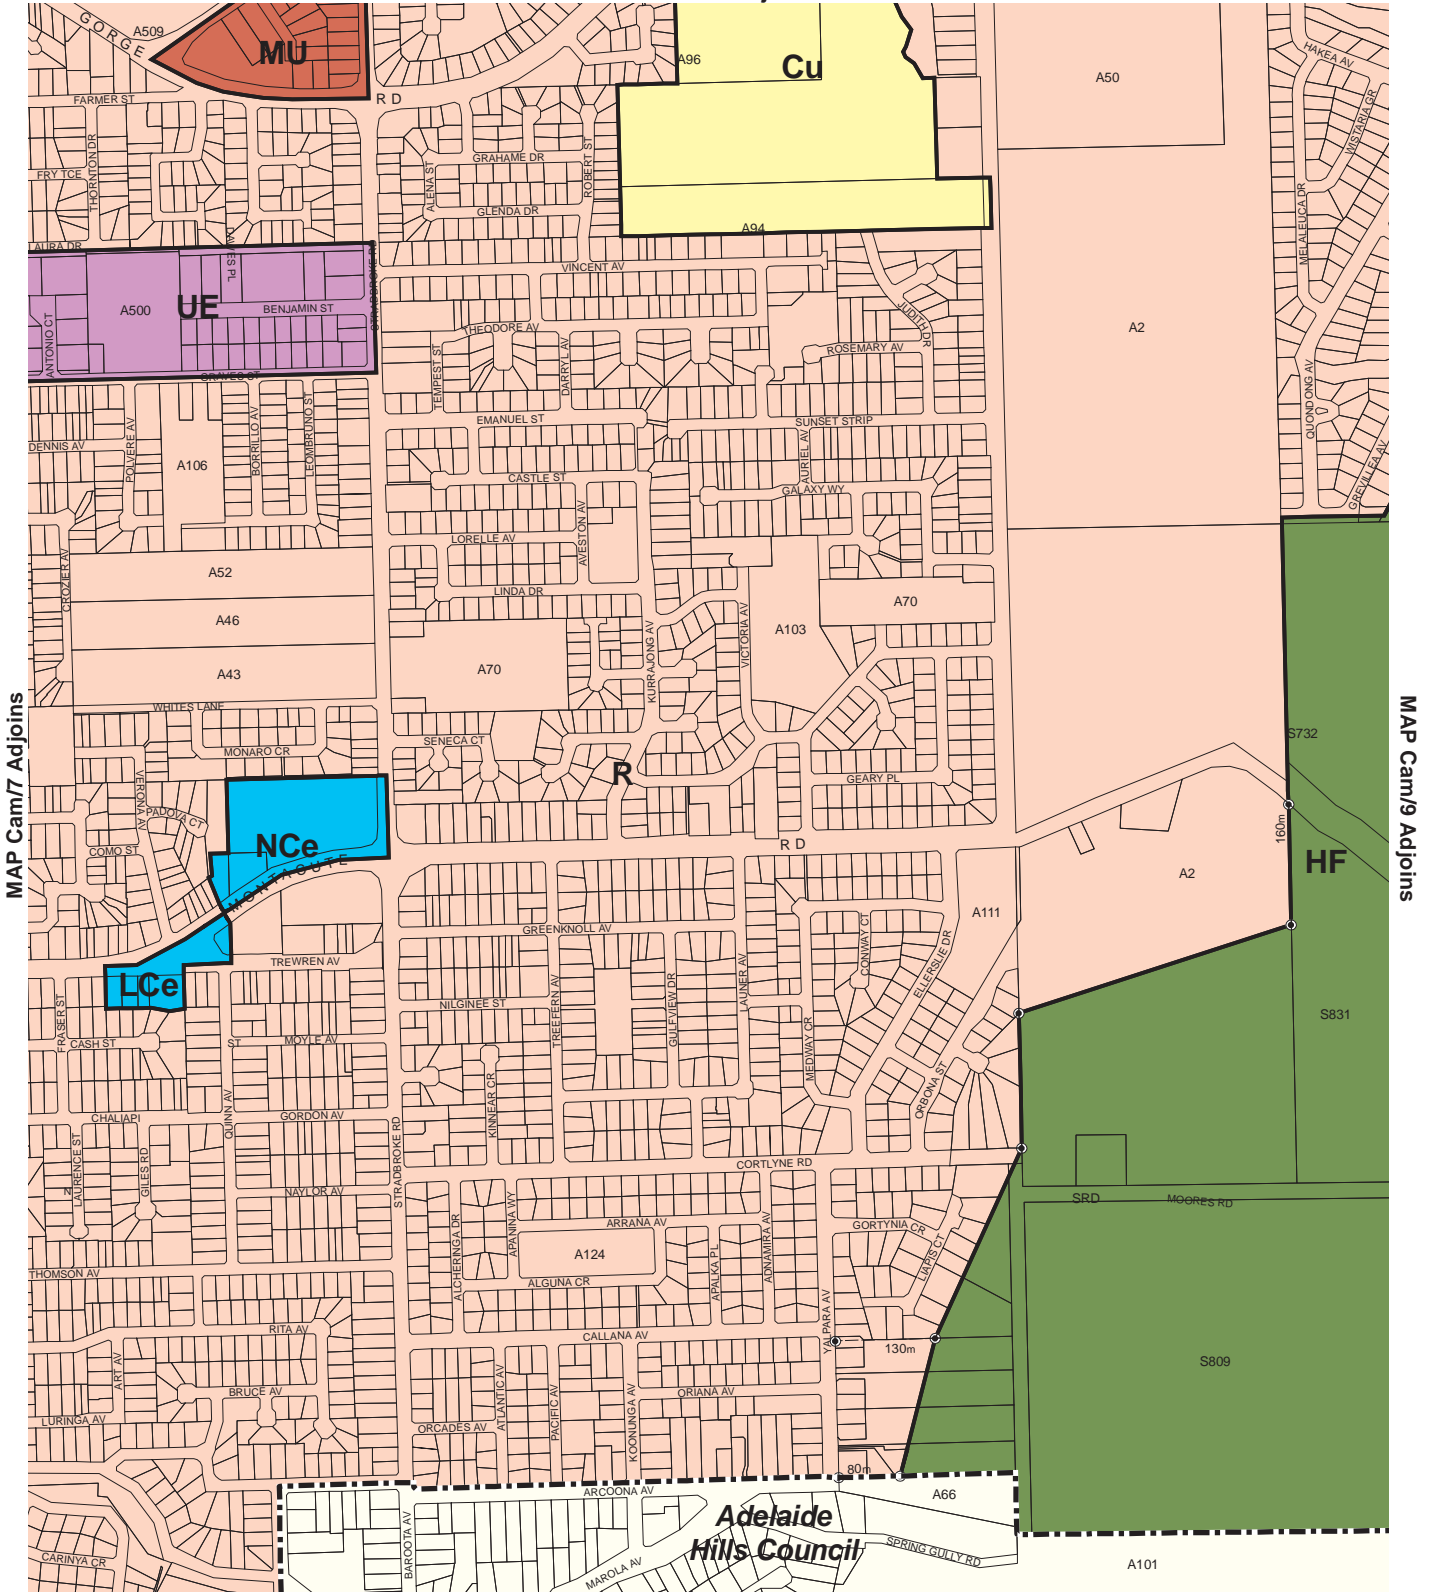 GORGE
A509
MU
A96
Cu
A50
HAKEA AV
FARMER ST
RD
WISTARIA GR
THORNTON DR
FRY TCE
GRAHAME DR
ALENA ST
ROBERT ST
GLENDA DR
MELALEUCA DR
A94
LAURA DR
DAWES PL
STRADBROKE RD
VINCENT AV
A500
UE
BENJAMIN ST
ANTONIO CT
JUDITH DR
A2
THEODORE AV
ROSEMARY AV
TEMPEST ST
DARRYL AV
GRAVES ST
QUONDONG AV
EMANUEL ST
SUNSET STRIP
DENNIS AV
POLVERE AV
BORRILLO AV
LEOMBRUNO ST
AURIEL AV
A106
CASTLE ST
GALAXY WY
GREVILLEA AV
LORELLE AV
AVESTON AV
CROZIER AV
A52
LINDA DR
A70
A46
A103
VICTORIA AV
KURRAJONG AV
A43
A70
WHITES LANE
SENECA CT
MONARO CR
S732
MAP Cam/7 Adjoins
MAP Cam/9 Adjoins
R
GEARY PL
VERONA AV
PADOVA CT
160m
NCe
COMO ST
MONTACUTE
RD
HF
A2
A111
GREENKNOLL AV
CONWAY CT
ELLERSLIE DR
TREWREN AV
LCe
NILGINEE ST
TREEFERN AV
GULFVIEW DR
LAUNER AV
S831
FRASER ST
CASH ST
ST
MOYLE AV
MEDWAY CR
KINNEAR CR
ORBONA ST
CHALIAPI
QUINN AV
GORDON AV
STRADBROKE RD
CORTLYNE RD
LAURENCE ST
GILES RD
N
NAYLOR AV
SRD
MOORES RD
APANINA WY
ARRANA AV
GORTYNIA CR
ALCHERINGA DR
A124
APALKA PL
ADNAMIRA AV
LIAPIS CT
THOMSON AV
ALGUNA CR
YALPARA AV
RITA AV
CALLANA AV
130m
S809
ART AV
BRUCE AV
ATLANTIC AV
PACIFIC AV
KOONUNGA AV
ORIANA AV
LURINGA AV
ORCADES AV
80m
ARCOONA AV
A66
Adelaide
Hills Council
BAROOTA AV
SPRING GULLY RD
CARINYA CR
MAROLA AV
A101